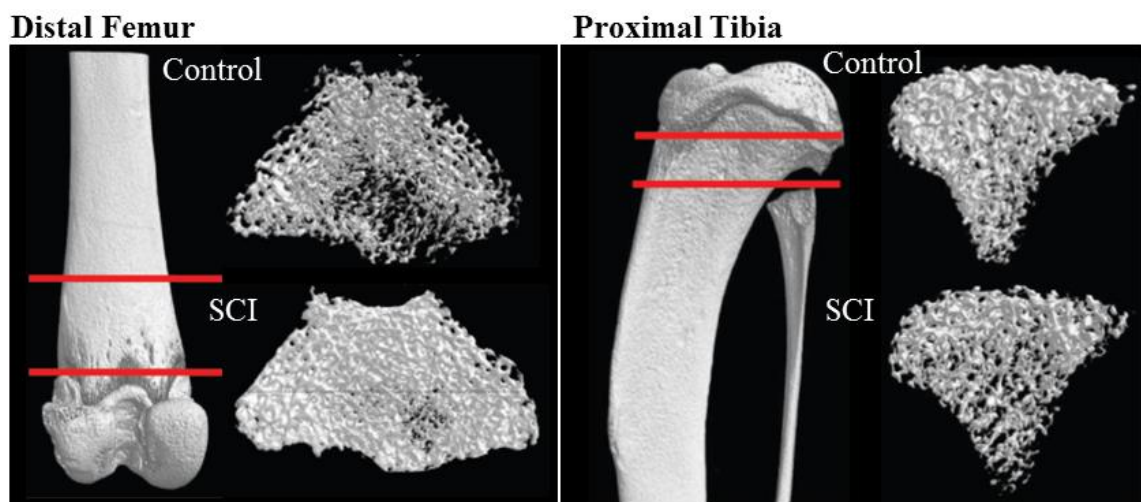 Distal Femur
Control
SCI
Proximal Tibia
Control
SCI